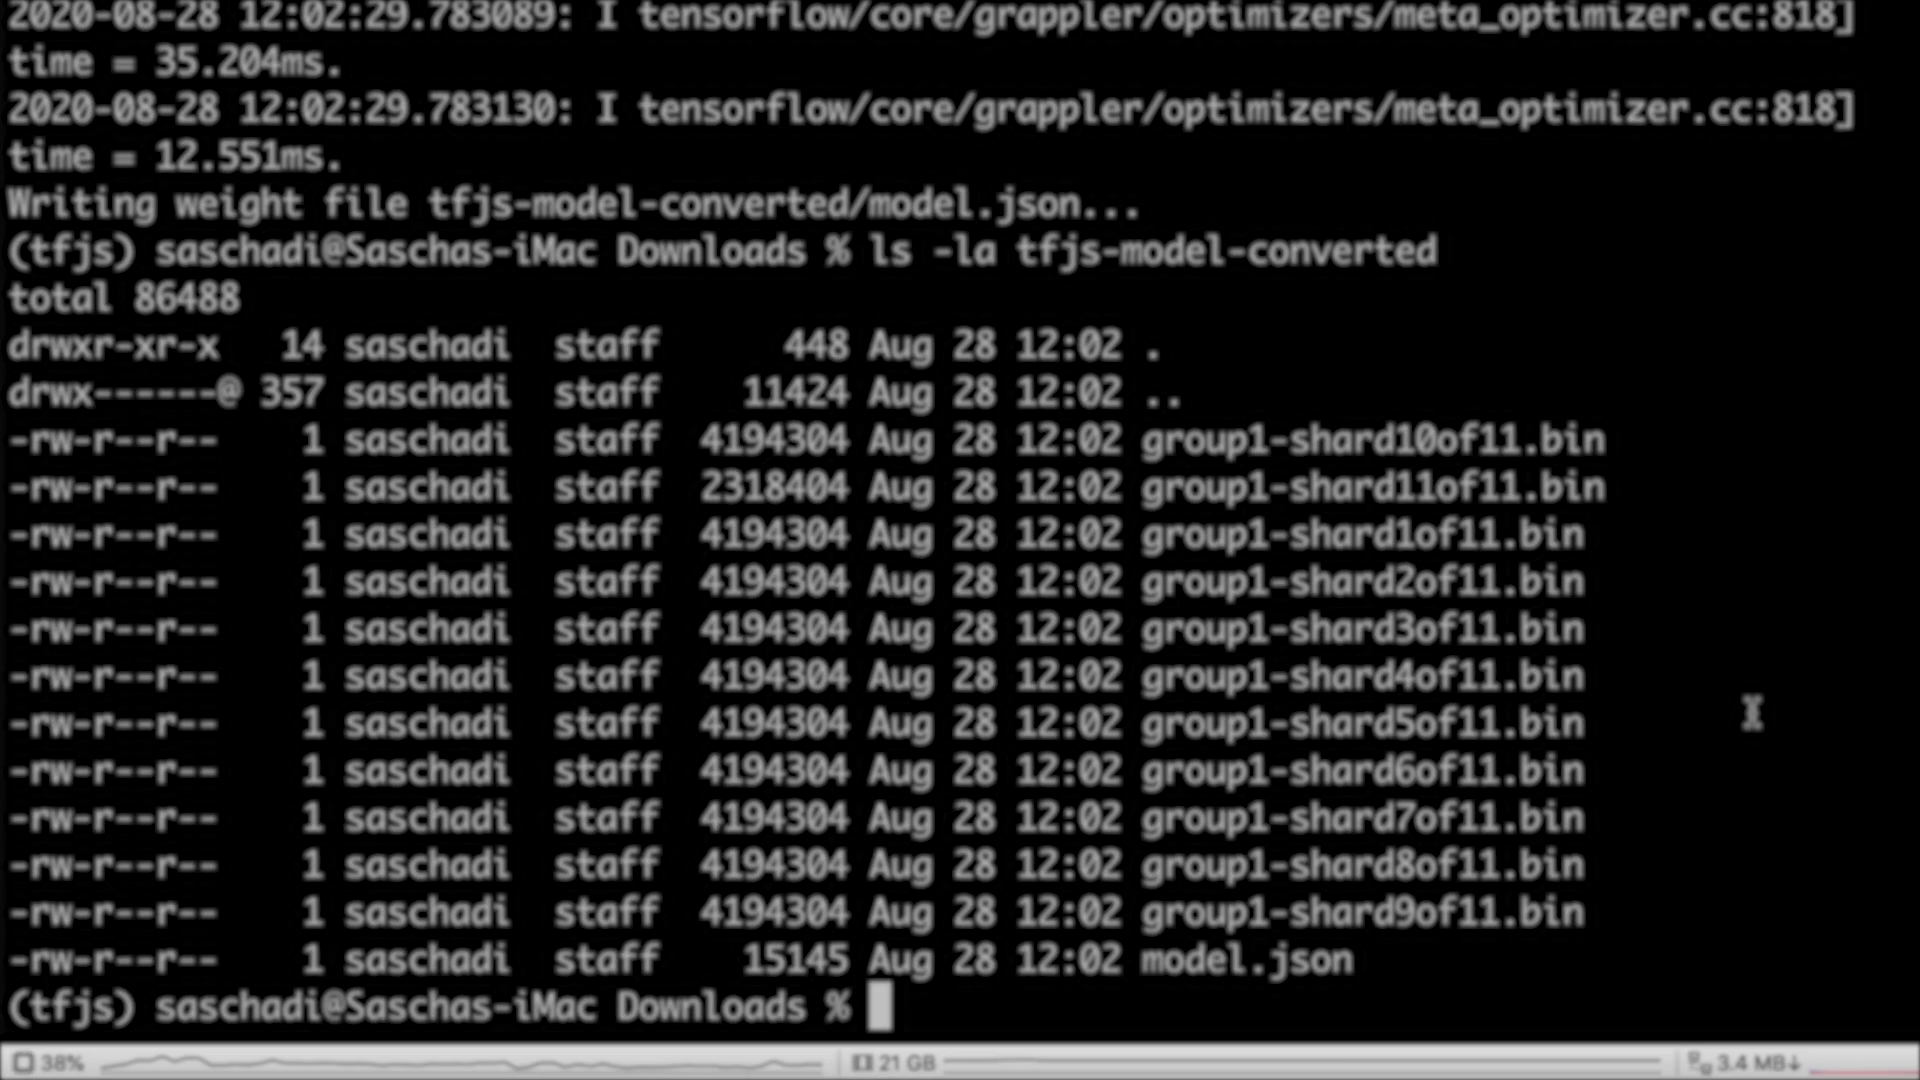 2020-08-28 12:02:29.783089: I tensorflow/core/grappler/optimizers/meta_optimizer.cc:818]
time = 35.204ms.
2020-08-28 12:02:29.783130: I tensorflow/core/grappler/optimizers/meta_optimizer.cc:818]
time = 12.551ms.
Writing weight file tfjs-model-converted/model.json...
(tfjs) saschadi@Saschas-iMac Downloads % ls -la tfjs-model-converted
total 86488
drwxr-xr-x   14 saschadi  staff      448 Aug 28 12:02 .
drwx------@ 357 saschadi  staff    11424 Aug 28 12:02 ..
-rw-r--r--    1 saschadi  staff  4194304 Aug 28 12:02 group1-shard10of11.bin
-rw-r--r--    1 saschadi  staff  2318404 Aug 28 12:02 group1-shard11of11.bin
-rw-r--r--    1 saschadi  staff  4194304 Aug 28 12:02 group1-shard1of11.bin
-rw-r--r--    1 saschadi  staff  4194304 Aug 28 12:02 group1-shard2of11.bin
-rw-r--r--    1 saschadi  staff  4194304 Aug 28 12:02 group1-shard3of11.bin
-rw-r--r--    1 saschadi  staff  4194304 Aug 28 12:02 group1-shard4of11.bin
-rw-r--r--    1 saschadi  staff  4194304 Aug 28 12:02 group1-shard5of11.bin
-rw-r--r--    1 saschadi  staff  4194304 Aug 28 12:02 group1-shard6of11.bin
-rw-r--r--    1 saschadi  staff  4194304 Aug 28 12:02 group1-shard7of11.bin
-rw-r--r--    1 saschadi  staff  4194304 Aug 28 12:02 group1-shard8of11.bin
-rw-r--r--    1 saschadi  staff  4194304 Aug 28 12:02 group1-shard9of11.bin
-rw-r--r--    1 saschadi  staff    15145 Aug 28 12:02 model.json
(tfjs) saschadi@Saschas-iMac Downloads %
38% 21 GB 3.4 MB↓